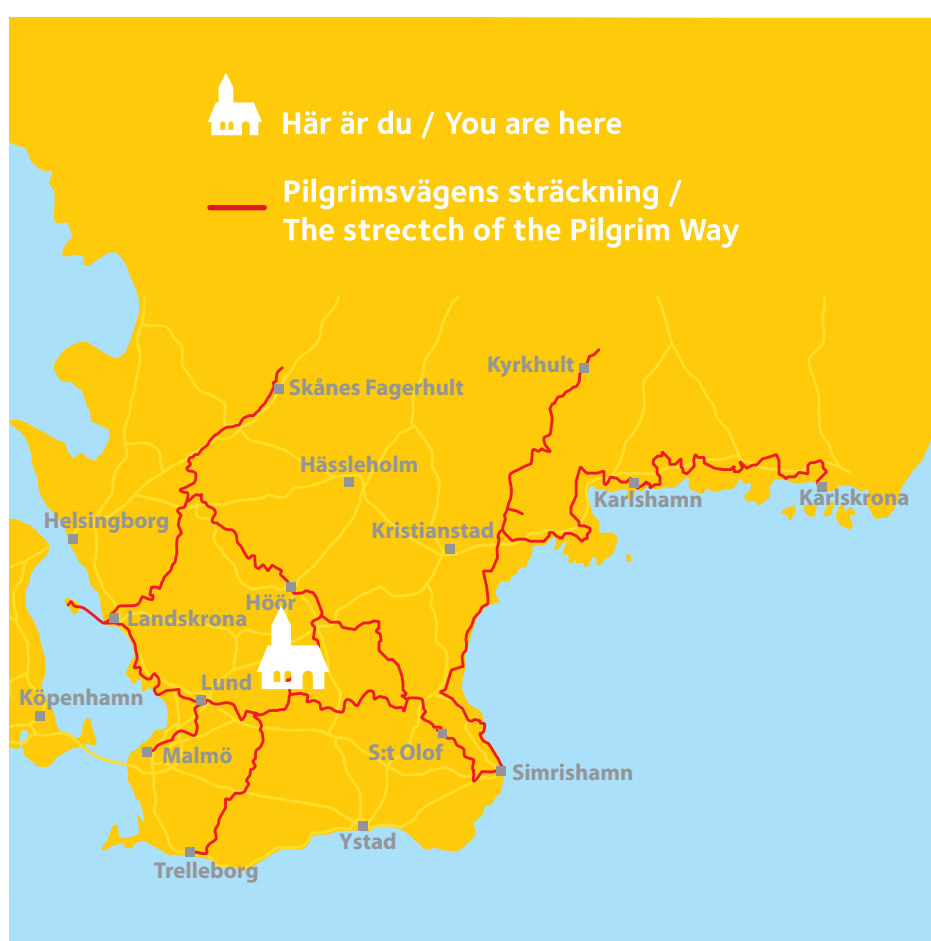 Här är du / You are here
Pilgrimsvägens sträckning /
The strectch of the Pilgrim Way
Kyrkhult
Skånes Fagerhult
Hässleholm
Karlshamn
Karlskrona
Helsingborg
Kristianstad
Höör
Landskrona
Lund
Köpenhamn
Malmö
S:t Olof
Simrishamn
Ystad
Trelleborg